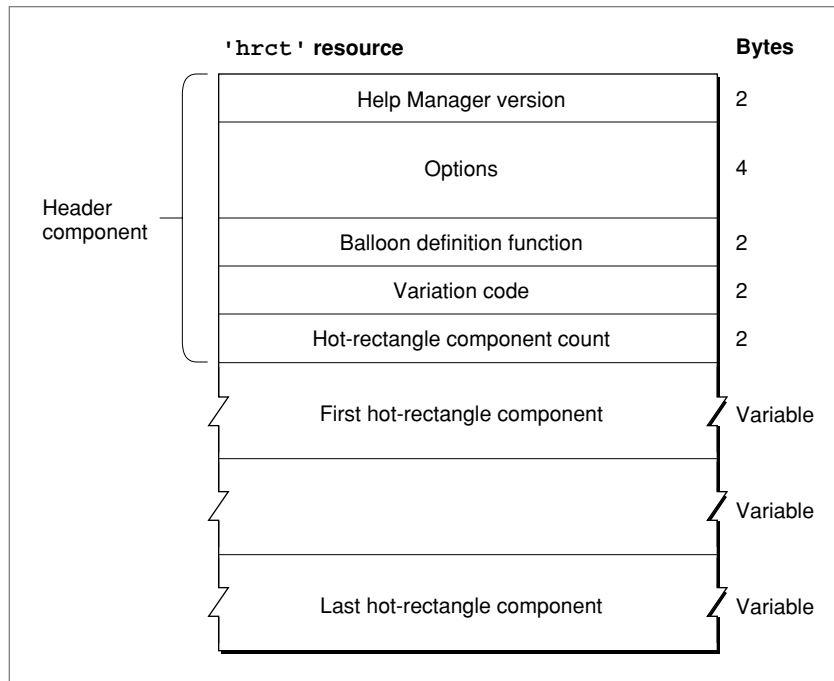 'hrct' resource Bytes
Help Manager version 2
Options 4
Header
component
Balloon definition function 2
Variation code 2
Hot-rectangle component count 2
First hot-rectangle component Variable
Variable
Last hot-rectangle component Variable